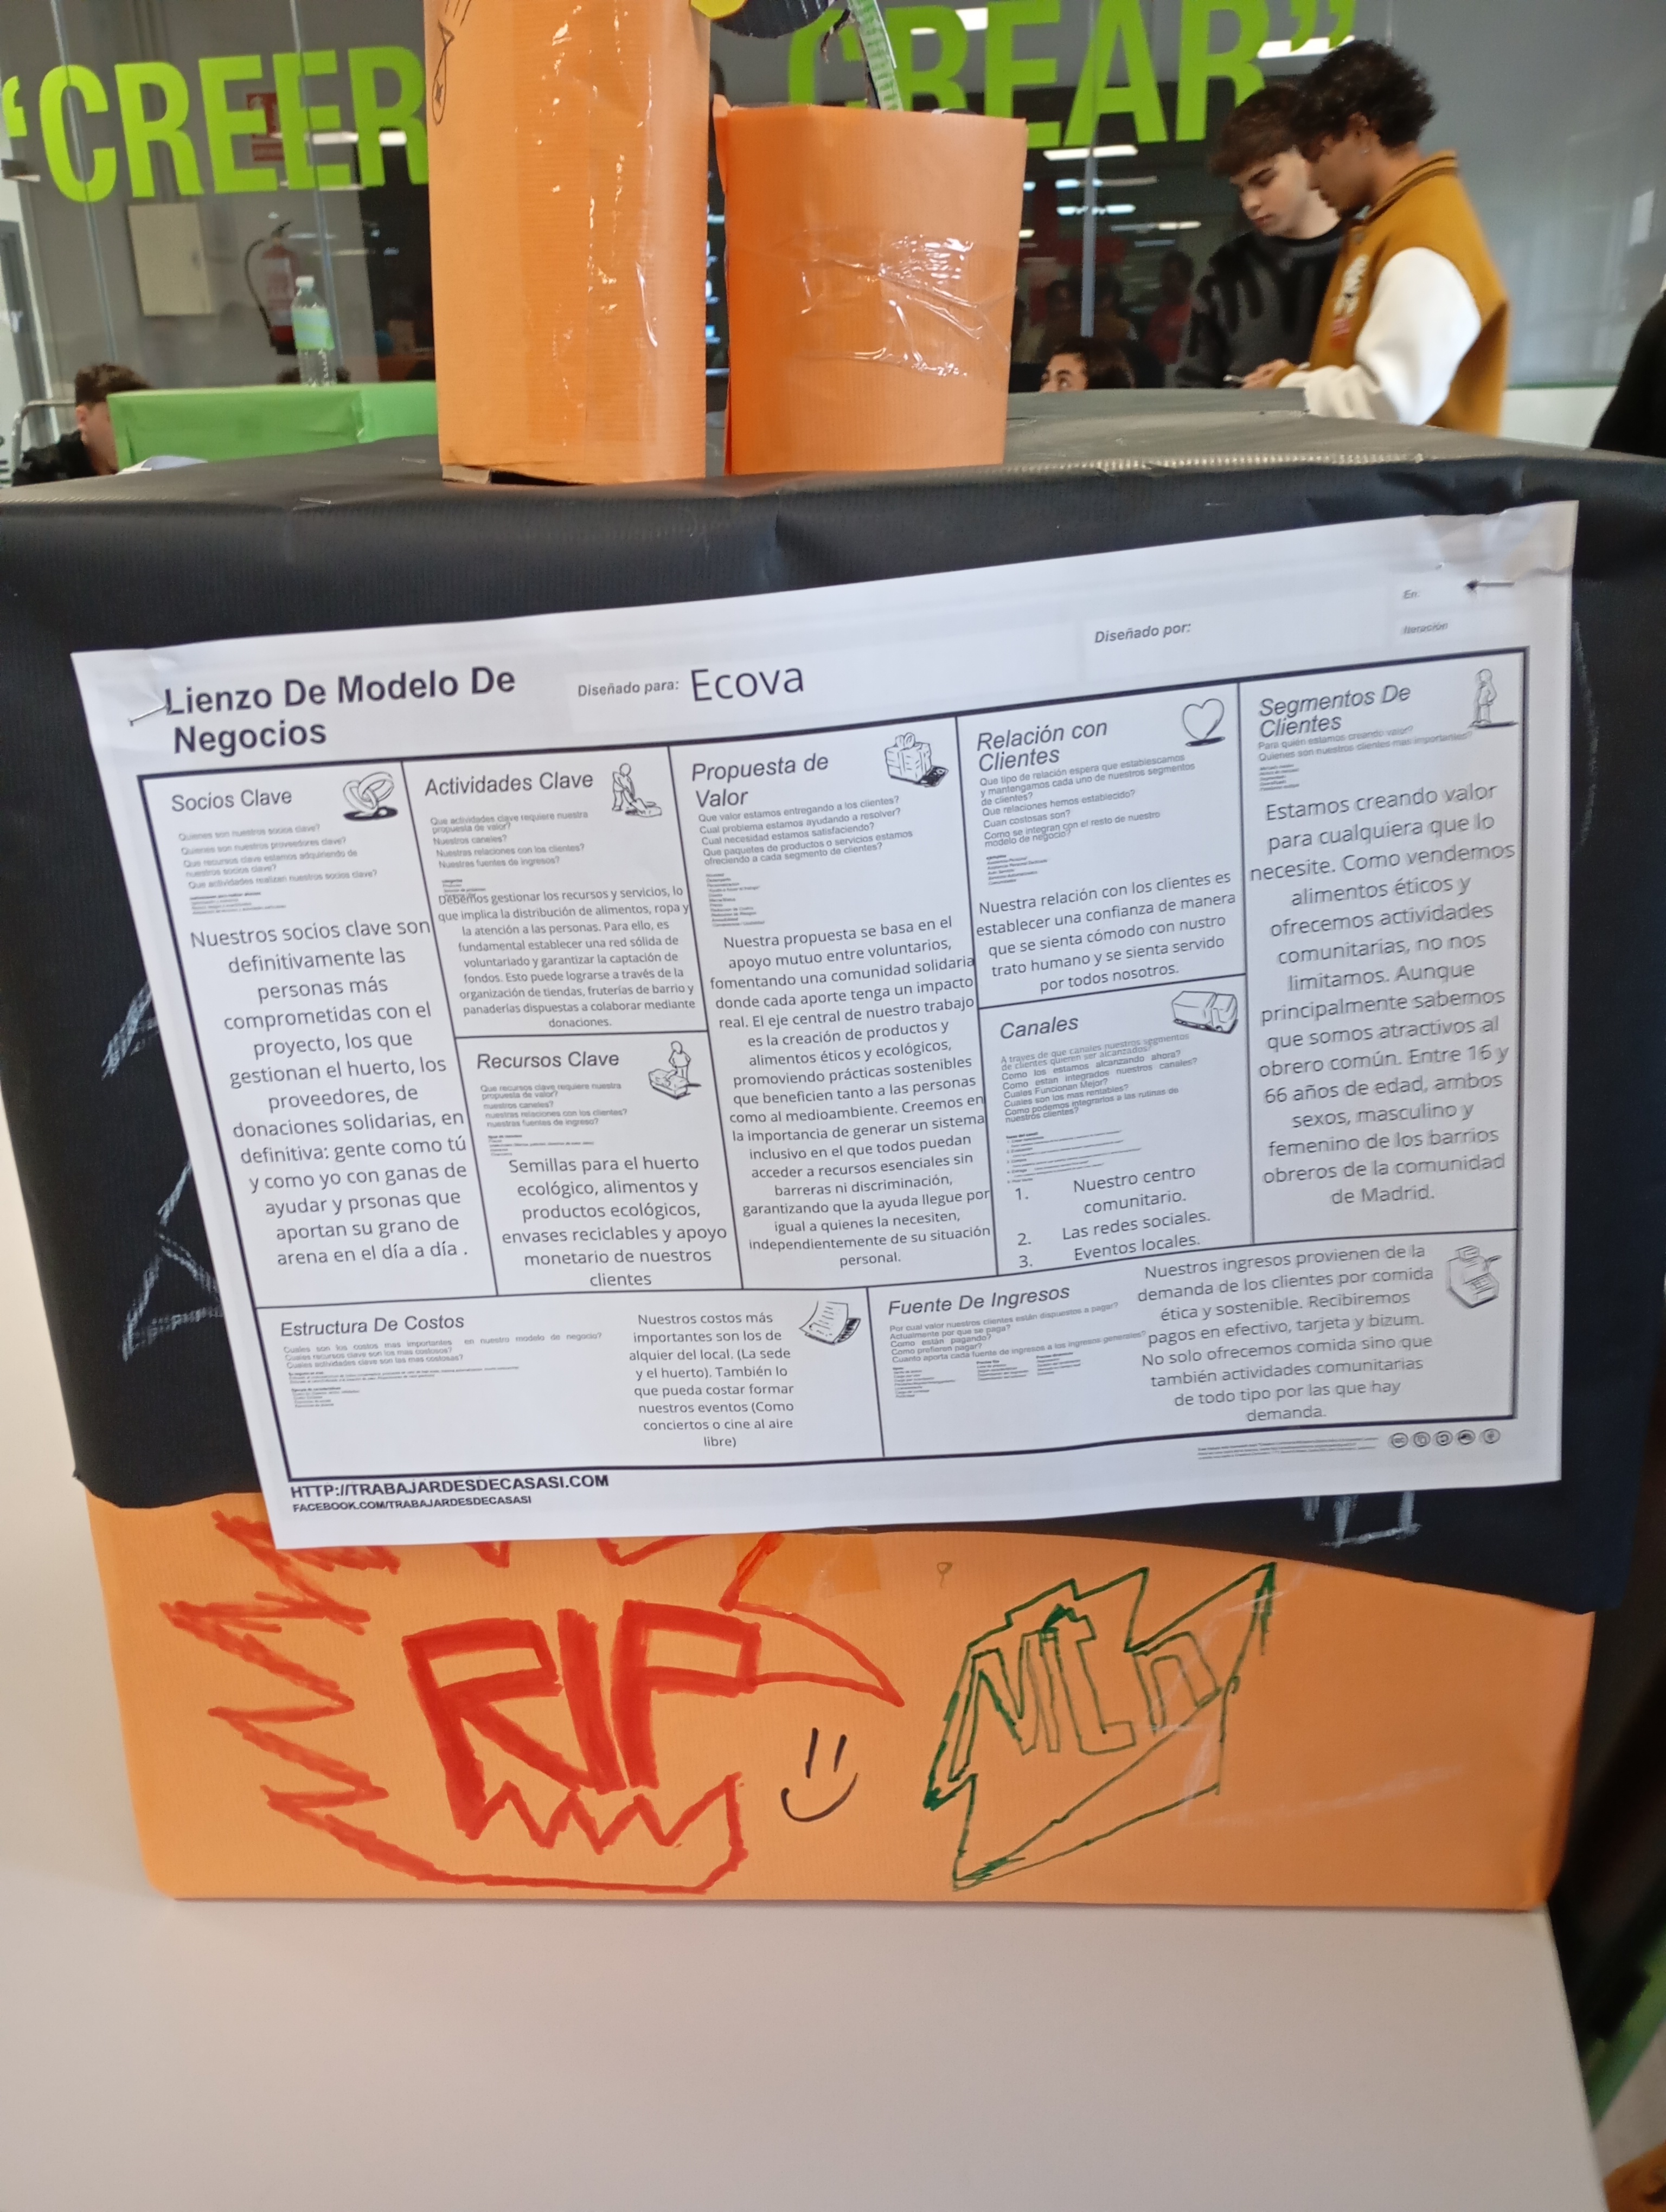 “CREER
CREAR”
En:
Diseñado por:
Iteración
Lienzo De Modelo De
Negocios
Diseñado para: Ecova
Socios Clave
Quienes son nuestros socios clave?
Quienes son nuestros proveedores clave?
Que recursos clave estamos adquiriendo de
nuestros socios clave?
Que actividades realizan nuestros socios clave?
Nuestros socios clave son
definitivamente las
personas más
comprometidas con el
proyecto, los que
gestionan el huerto, los
proveedores, de
donaciones solidarias, en
definitiva: gente como tú
y como yo con ganas de
ayudar y prsonas que
aportan su grano de
arena en el día a día .
Actividades Clave
Que actividades clave requiere nuestra
propuesta de valor?
Nuestros canales?
Nuestras relaciones con los clientes?
Nuestras fuentes de ingresos?
Debemos gestionar los recursos y servicios, lo
que implica la distribución de alimentos, ropa y
la atención a las personas. Para ello, es
fundamental establecer una red sólida de
voluntariado y garantizar la captación de
fondos. Esto puede lograrse a través de la
organización de tiendas, fruterías de barrio y
panaderías dispuestas a colaborar mediante
donaciones.
Recursos Clave
Que recursos clave requiere nuestra
propuesta de valor?
nuestros canales?
nuestras relaciones con los clientes?
nuestras fuentes de ingreso?
Semillas para el huerto
ecológico, alimentos y
productos ecológicos,
envases reciclables y apoyo
monetario de nuestros
clientes
Propuesta de
Valor
Que valor estamos entregando a los clientes?
Cual problema estamos ayudando a resolver?
Cual necesidad estamos satisfaciendo?
Que paquetes de productos o servicios estamos
ofreciendo a cada segmento de clientes?
Nuestra propuesta se basa en el
apoyo mutuo entre voluntarios,
fomentando una comunidad solidaria
donde cada aporte tenga un impacto
real. El eje central de nuestro trabajo
es la creación de productos y
alimentos éticos y ecológicos,
promoviendo prácticas sostenibles
que beneficien tanto a las personas
como al medioambiente. Creemos en
la importancia de generar un sistema
inclusivo en el que todos puedan
acceder a recursos esenciales sin
barreras ni discriminación,
garantizando que la ayuda llegue por
igual a quienes la necesiten,
independientemente de su situación
personal.
Relación con
Clientes
Que tipo de relación espera que establescamos
y mantengamos cada uno de nuestros segmentos
de clientes?
Que relaciones hemos establecido?
Cuan costosas son?
Como se integran con el resto de nuestro
modelo de negocio?
Nuestra relación con los clientes es
establecer una confianza de manera
que se sienta cómodo con nustro
trato humano y se sienta servido
por todos nosotros.
Canales
A traves de que canales nuestros segmentos
de clientes quieren ser alcanzados?
Como los estamos alcanzando ahora?
Como estan integrados nuestros canales?
Cuales Funcionan Mejor?
Cuales son los mas rentables?
Como podemos integrarlos a las rutinas de
nuestros clientes?
1. Nuestro centro
comunitario.
2. Las redes sociales.
3. Eventos locales.
Segmentos De
Clientes
Para quién estamos creando valor?
Quienes son nuestros clientes mas importantes?
Estamos creando valor
para cualquiera que lo
necesite. Como vendemos
alimentos éticos y
ofrecemos actividades
comunitarias, no nos
limitamos. Aunque
principalmente sabemos
que somos atractivos al
obrero común. Entre 16 y
66 años de edad, ambos
sexos, masculino y
femenino de los barrios
obreros de la comunidad
de Madrid.
Estructura De Costos
Cuales son los costos mas importantes en nuestro modelo de negocio?
Cuales recursos clave son los mas costosos?
Cuales actividades clave son las mas costosas?
Nuestros costos más
importantes son los de
alquier del local. (La sede
y el huerto). También lo
que pueda costar formar
nuestros eventos (Como
conciertos o cine al aire
libre)
Fuente De Ingresos
Por cual valor nuestros clientes están dispuestos a pagar?
Actualmente por que se paga?
Como están pagando?
Como prefieren pagar?
Cuanto aporta cada fuente de ingresos a los ingresos generales?
Nuestros ingresos provienen de la
demanda de los clientes por comida
ética y sostenible. Recibiremos
pagos en efectivo, tarjeta y bizum.
No solo ofrecemos comida sino que
también actividades comunitarias
de todo tipo por las que hay
demanda.
HTTP://TRABAJARDESDECASASI.COM
FACEBOOK.COM/TRABAJARDESDECASASI
RIP